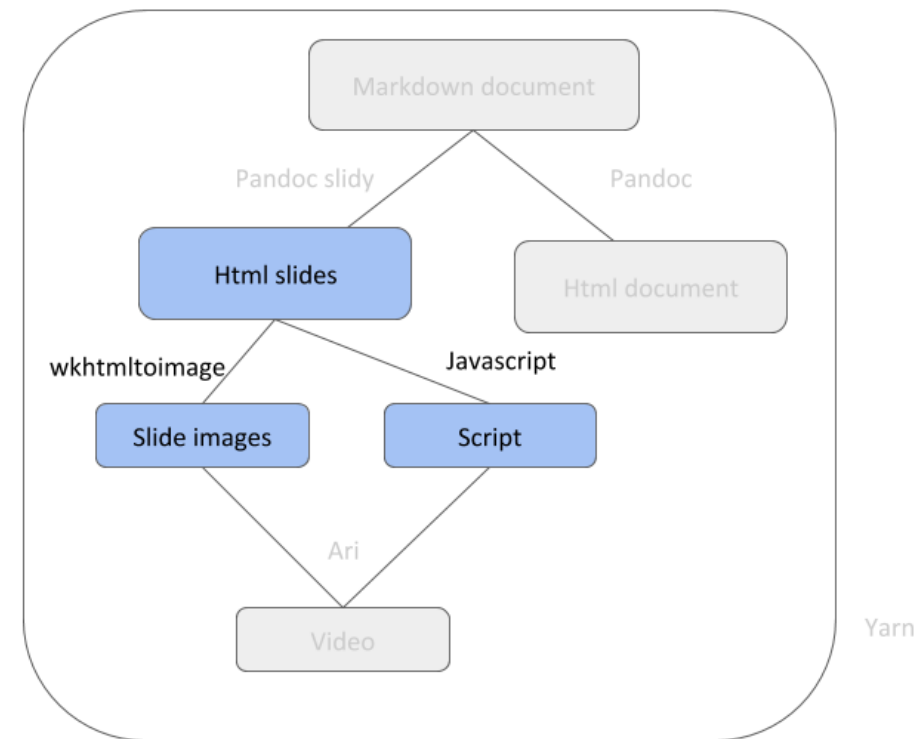 Markdown document
Pandoc slidy
Pandoc
Html slides
Html document
wkhtmltoimage
Javascript
Slide images
Script
Ari
Video
Yarn